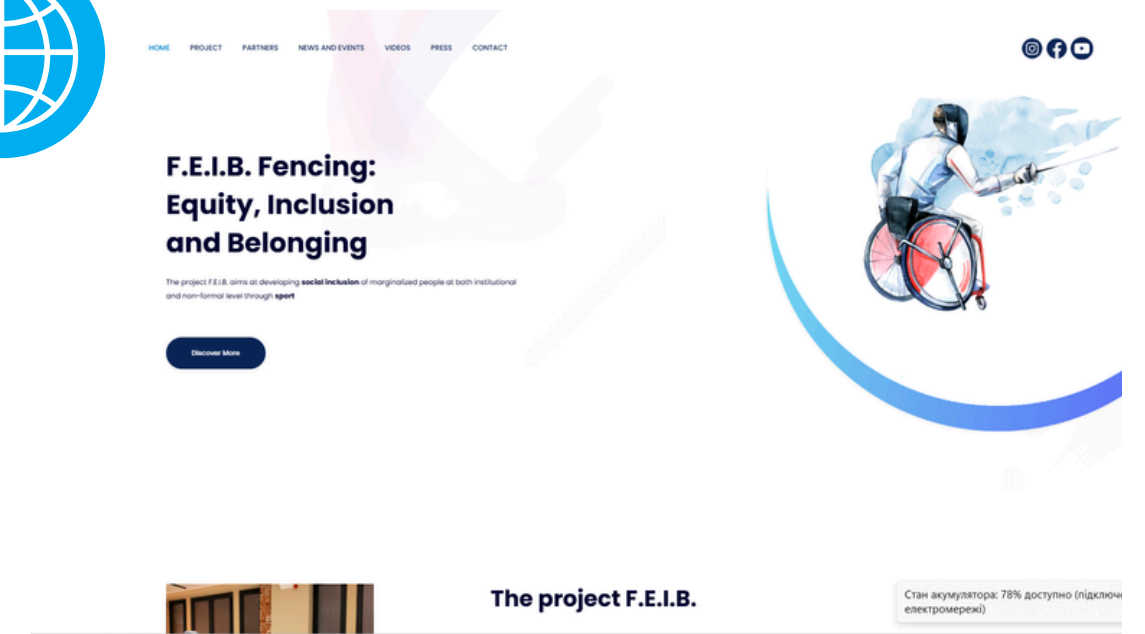 HOME PROJECT PARTNERS NEWS AND EVENTS VIDEOS PRESS CONTACT
F.E.I.B. Fencing:
Equity, Inclusion
and Belonging
The project F.E.I.B. aims at developing social inclusion of marginalized people at both institutional
and non-formal level through sport
Discover More
The project F.E.I.B.
Стан акумулятора: 78% доступно (підключе
електромережі)